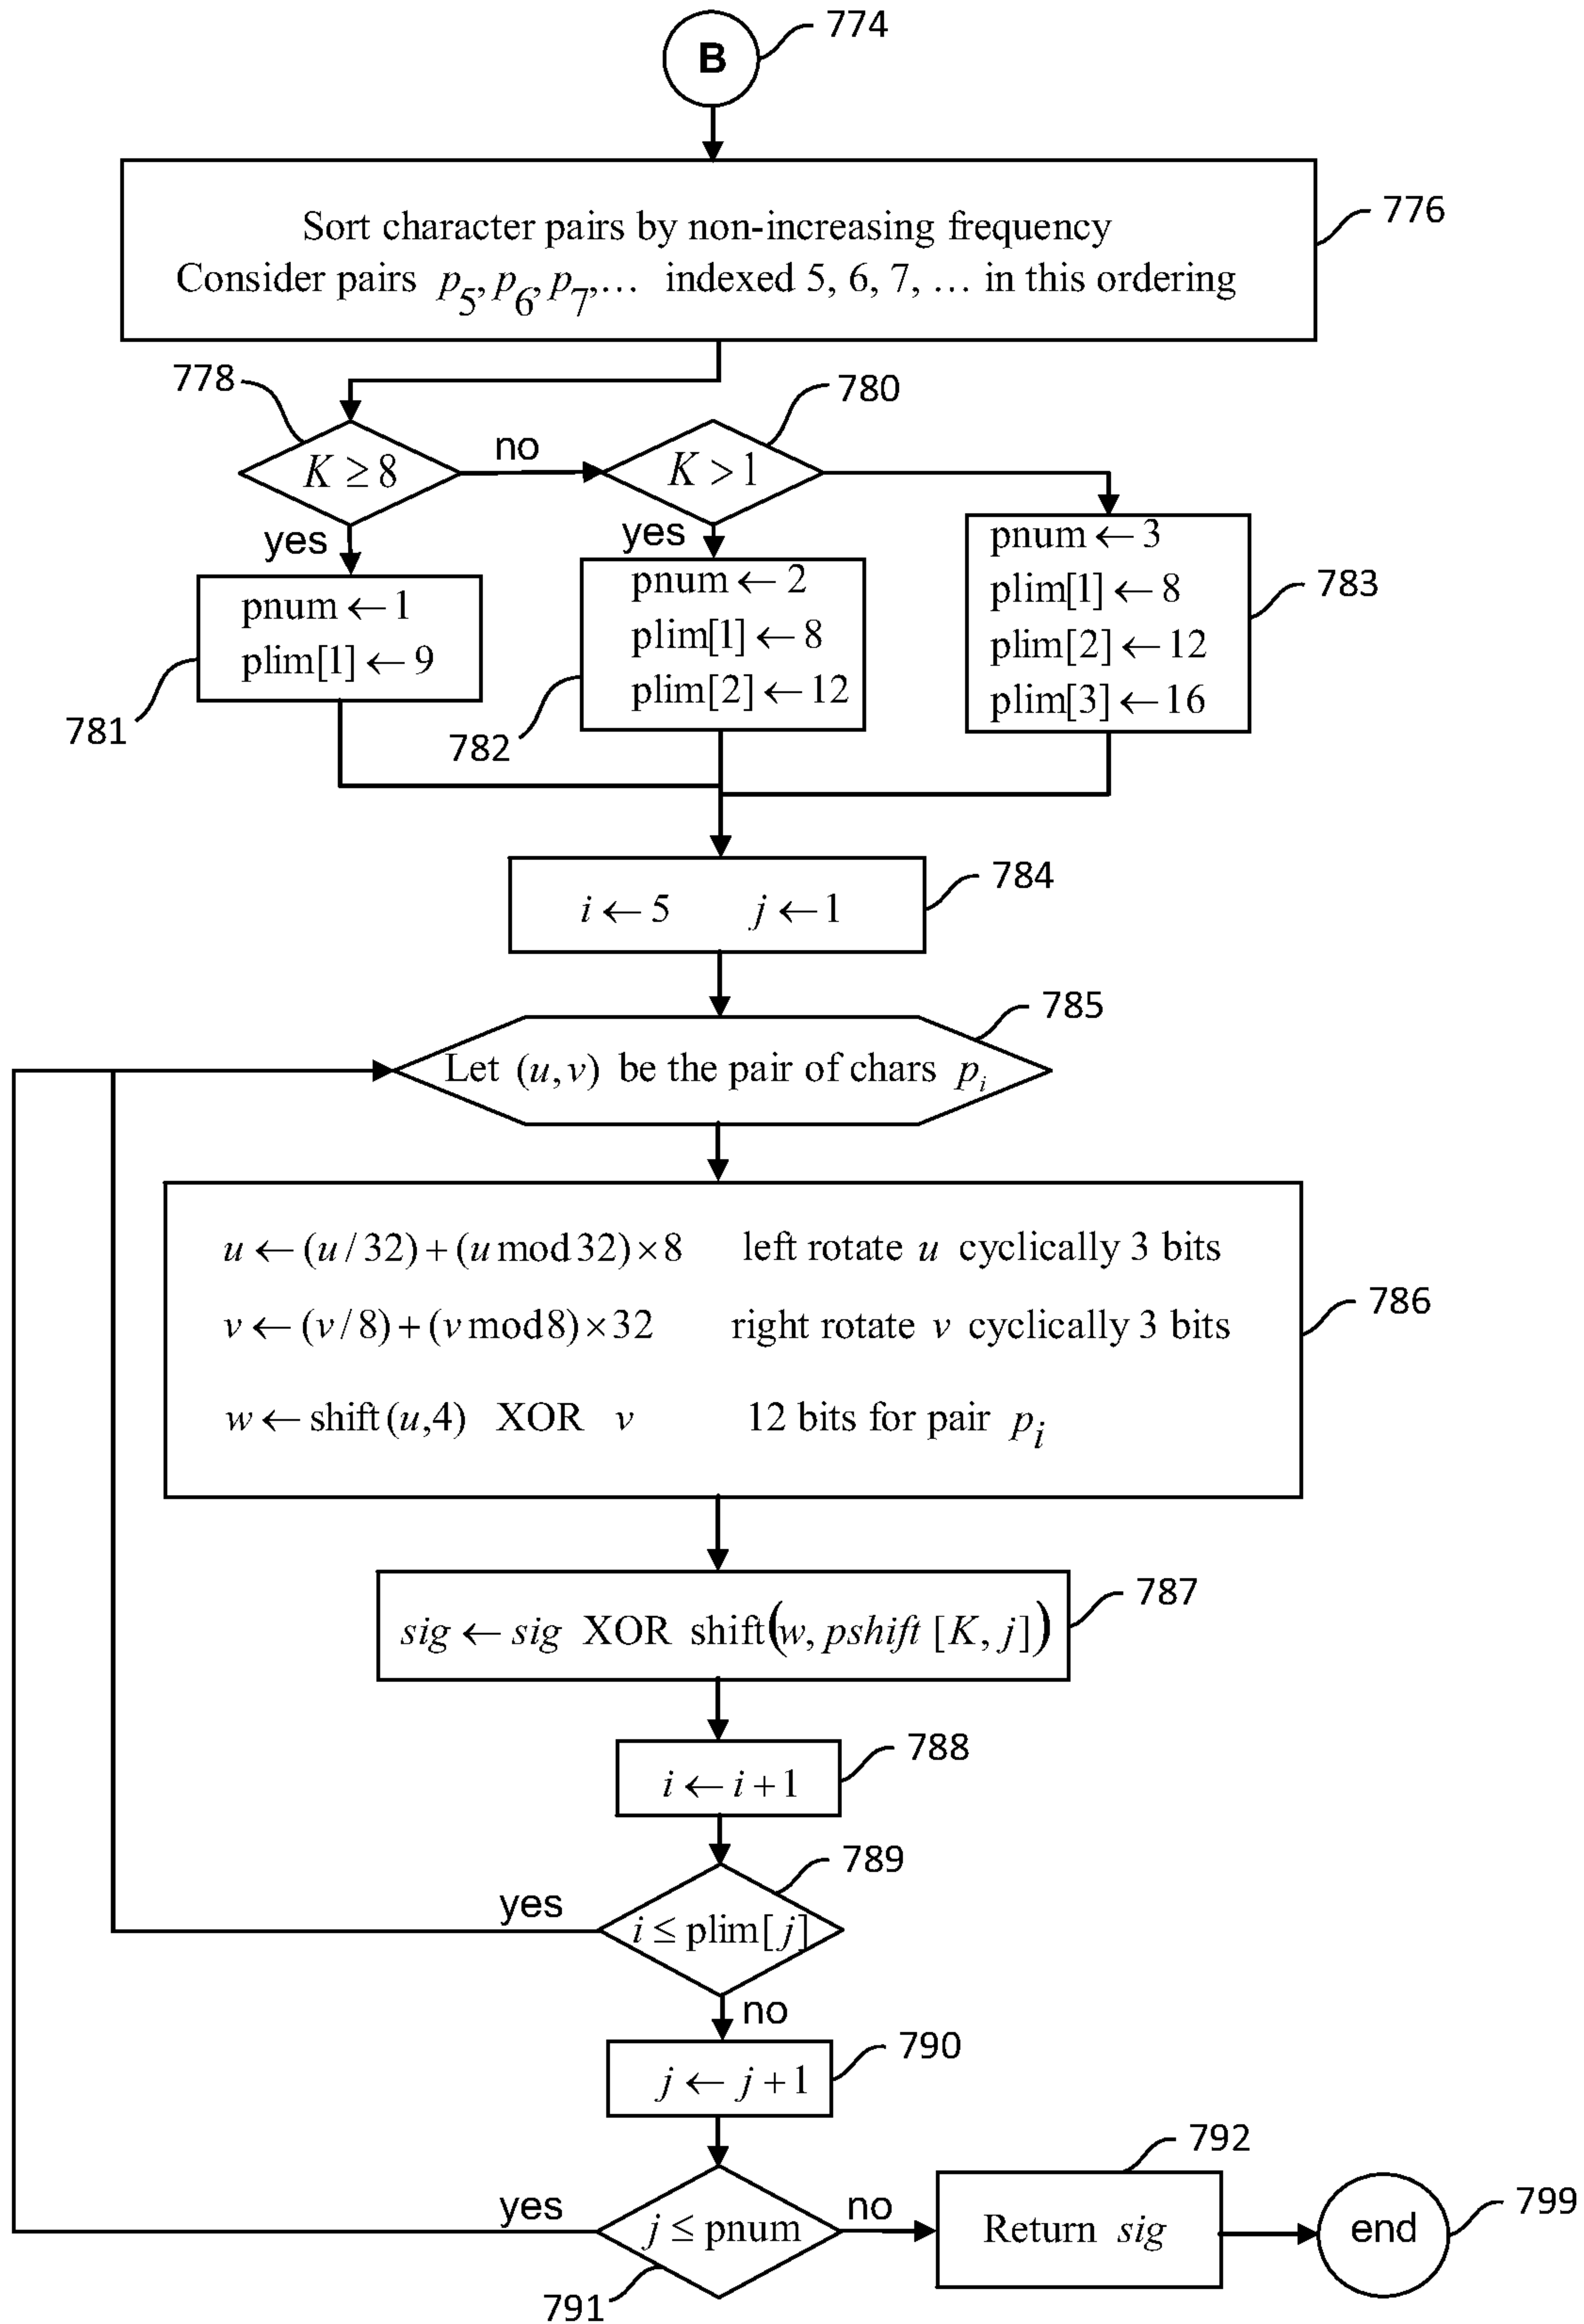 774
B
776
Sort character pairs by non-increasing frequency
Consider pairs p5, p6, p7,… indexed 5, 6, 7, … in this ordering
778
780
K ≥ 8
no
K > 1
yes
yes
pnum ← 1
plim[1] ← 9
781
pnum ← 2
plim[1] ← 8
plim[2] ← 12
782
pnum ← 3
plim[1] ← 8
plim[2] ← 12
plim[3] ← 16
783
784
i ← 5 j ← 1
785
Let (u,v) be the pair of chars pi
786
u ← (u / 32) + (u mod 32) × 8 left rotate u cyclically 3 bits
v ← (v / 8) + (v mod 8) × 32 right rotate v cyclically 3 bits
w ← shift(u,4) XOR v 12 bits for pair pi
787
sig ← sig XOR shift(w, pshift [K, j])
788
i ← i + 1
789
yes
i ≤ plim[j]
no
790
j ← j + 1
792
yes
j ≤ pnum
no
Return sig
end
799
791